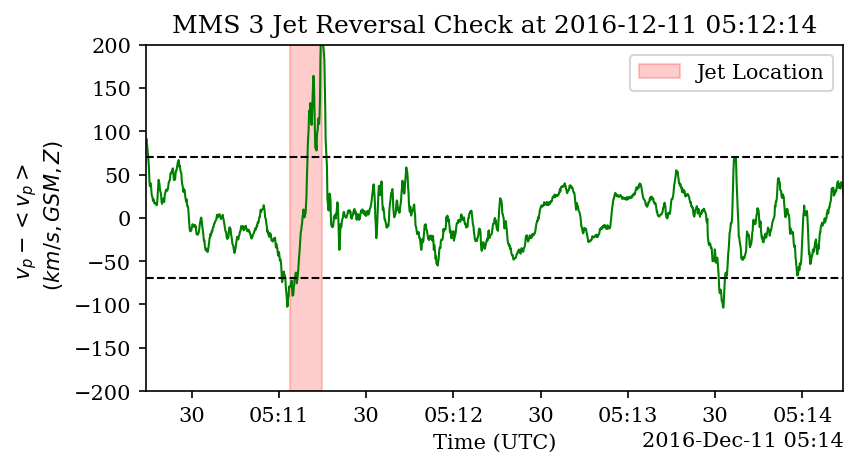 MMS 3 Jet Reversal Check at 2016-12-11 05:12:14
200
150
100
50
0
−50
−100
−150
−200
v_p − < v_p >
(km/s, GSM, Z)
Jet Location
30 05:11 30 05:12 30 05:13 30 05:14
Time (UTC)
2016-Dec-11 05:14